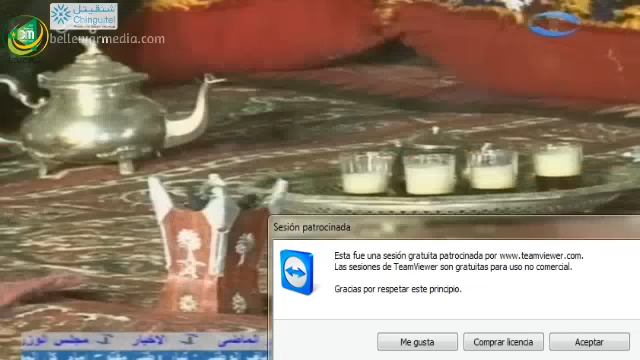 شنقيتل
Chinguitel
bellewarmedia.com
Sesión patrocinada
Esta fue una sesión gratuita patrocinada por www.teamviewer.com.
Las sesiones de TeamViewer son gratuitas para uso no comercial.
Gracias por respetar este principio.
Me gusta
Comprar licencia
Aceptar
الماضي الاخبار مجلس الوزر